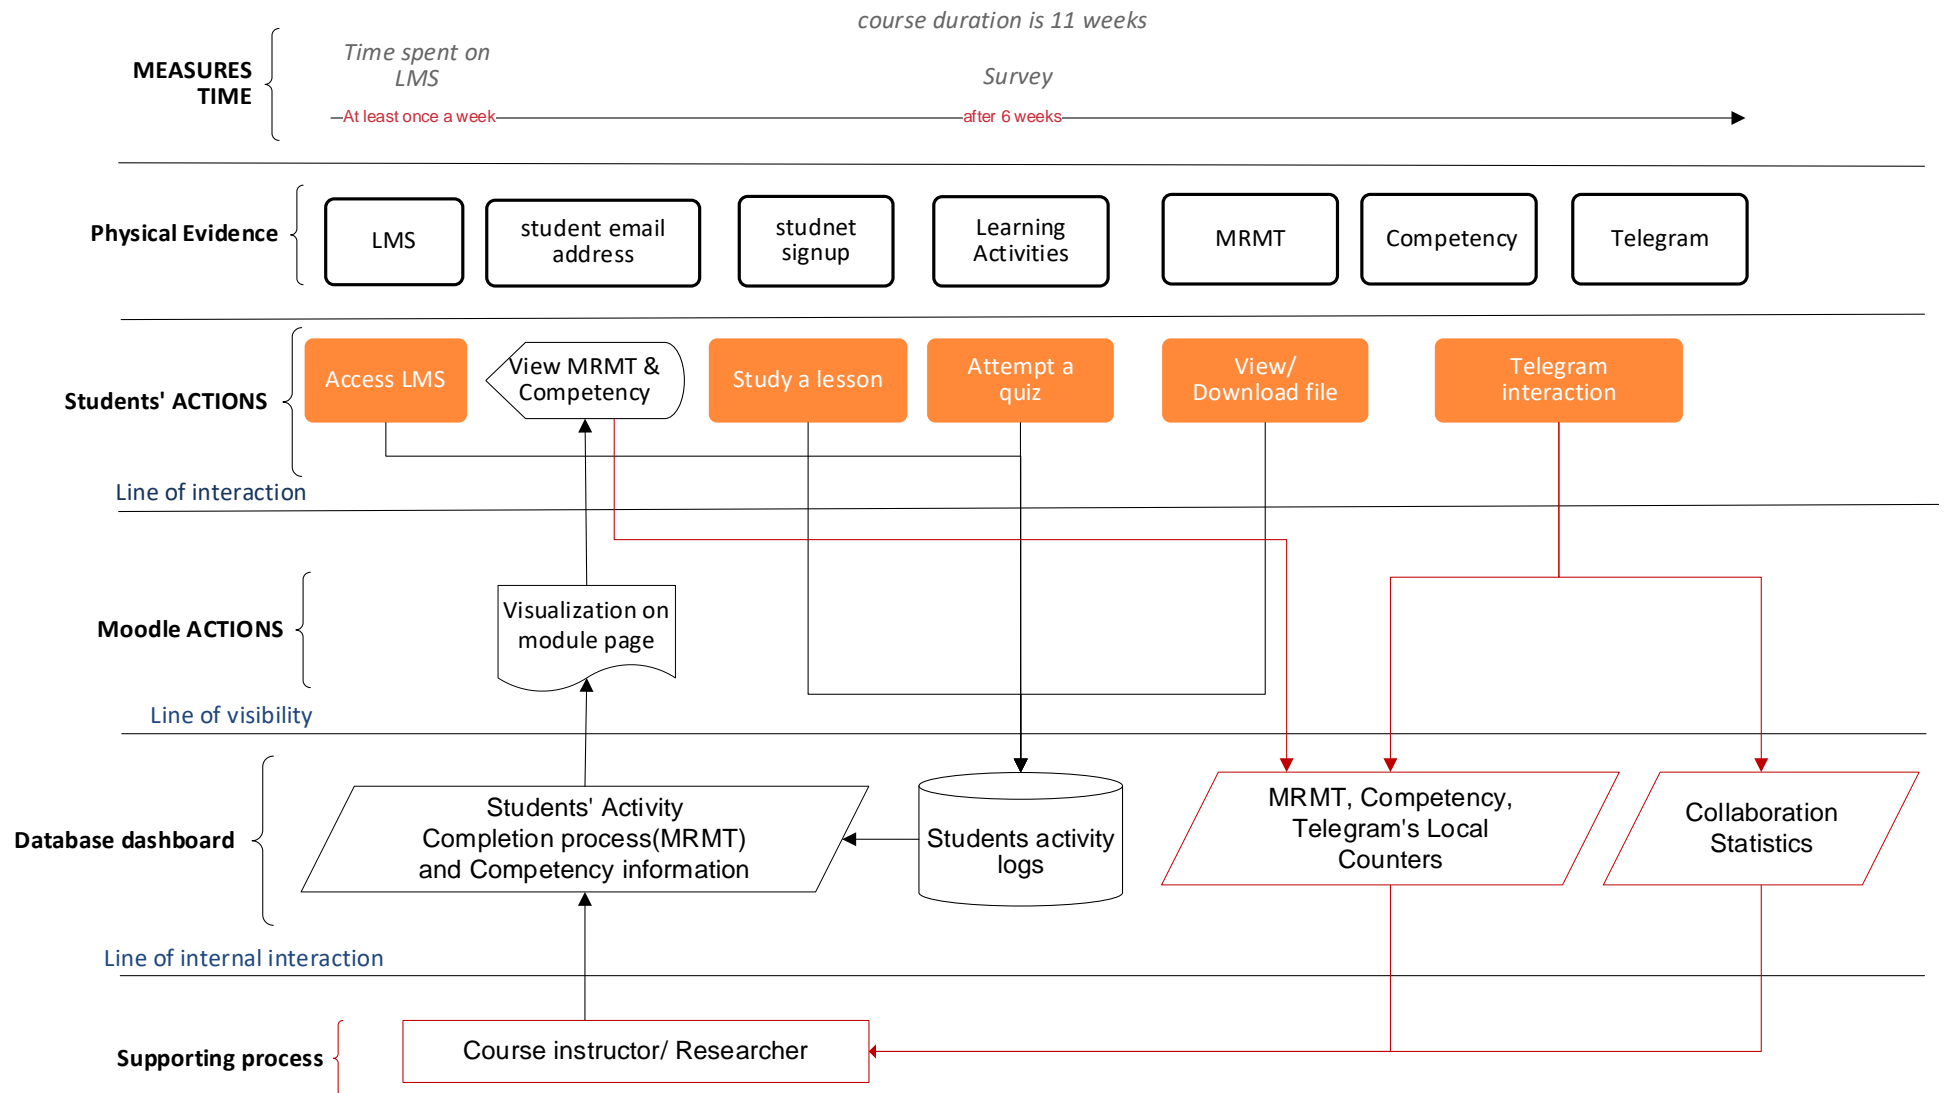 course duration is 11 weeks
MEASURES
TIME
Time spent on
LMS
Survey
At least once a week
after 6 weeks
Physical Evidence
LMS
student email
address
studnet
signup
Learning
Activities
MRMT
Competency
Telegram
Students' ACTIONS
Access LMS
View MRMT &
Competency
Study a lesson
Attempt a
quiz
View/
Download file
Telegram
interaction
Line of interaction
Moodle ACTIONS
Visualization on
module page
Line of visibility
Database dashboard
Students' Activity
Completion process(MRMT)
and Competency information
Students activity
logs
MRMT, Competency,
Telegram's Local
Counters
Collaboration
Statistics
Line of internal interaction
Supporting process
Course instructor/ Researcher